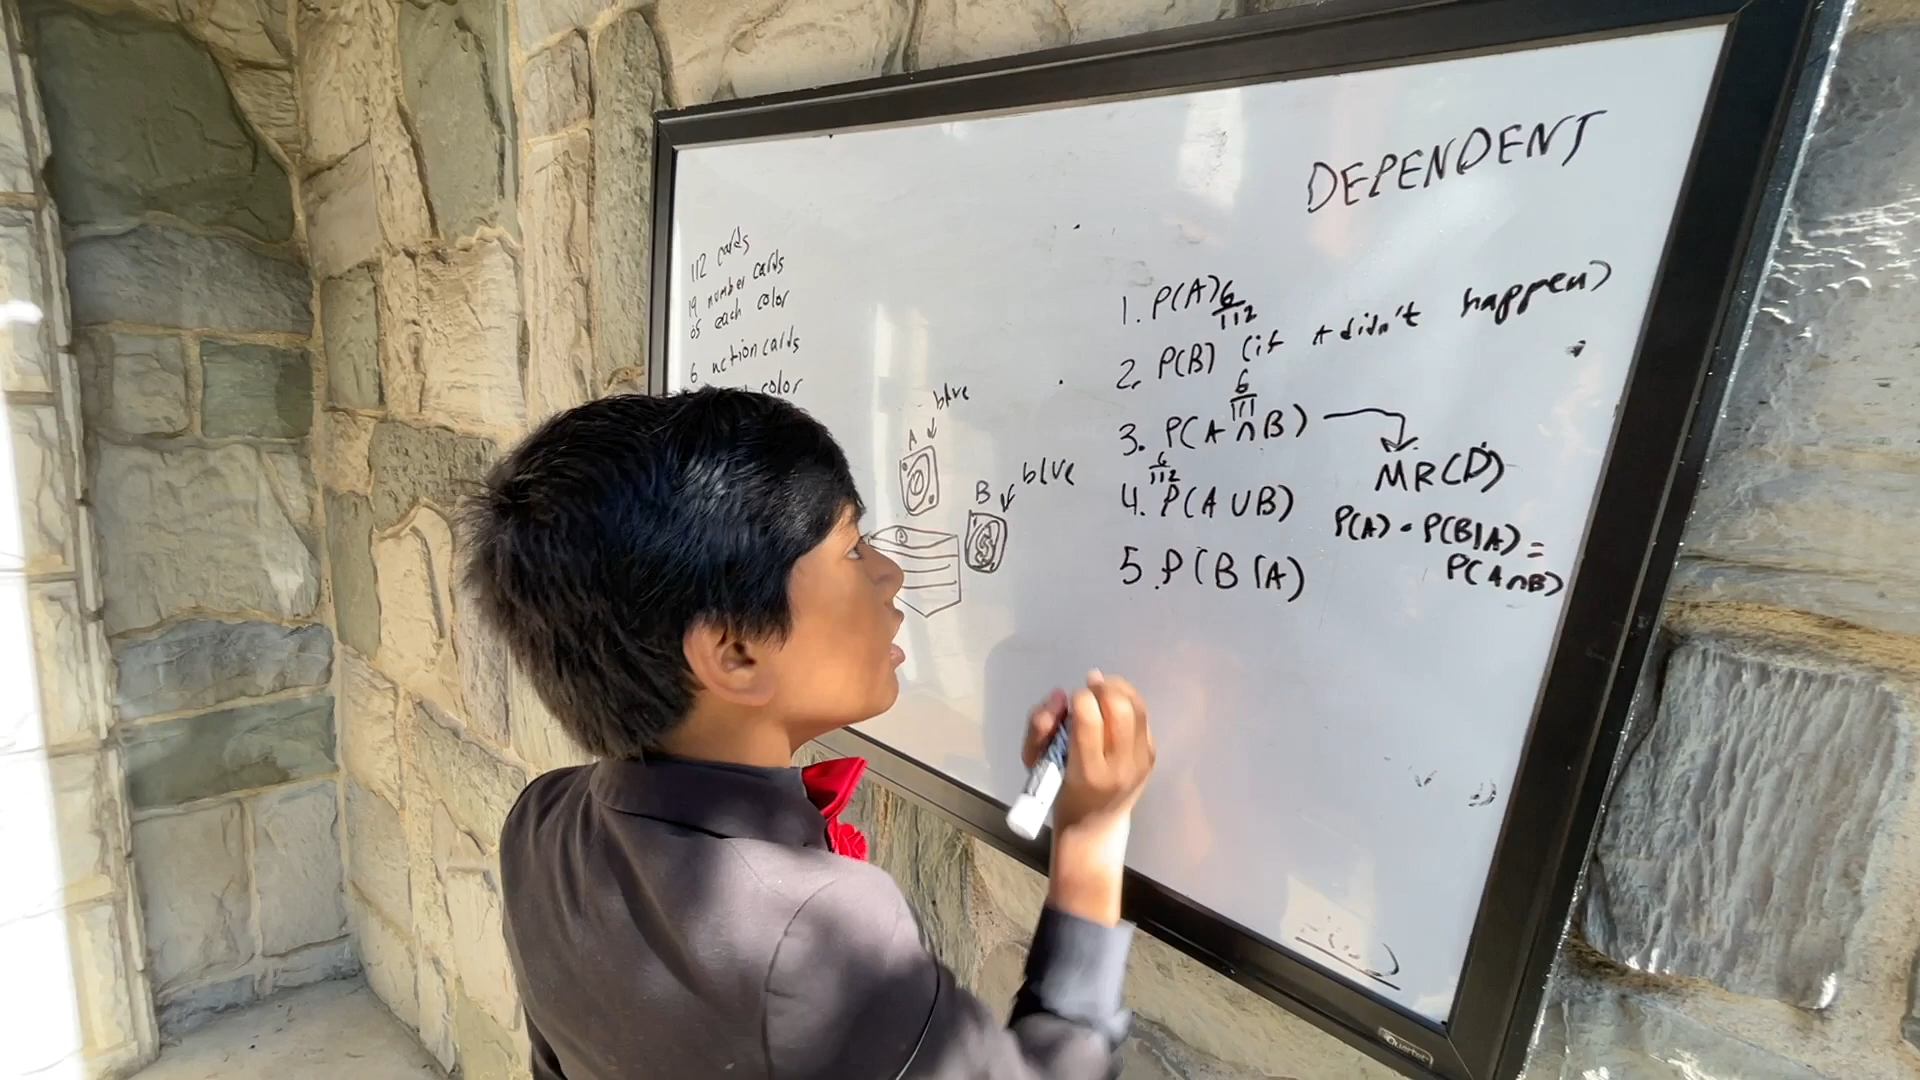 DEPENDENT
112 cards
19 number cards
of each color
6 action cards
color
A
blue
B
blue
1. P(A) 6/112
2. P(B) (if A didn't happen)
6/111
3. P(A ∩ B) → MR(D)
6/112
4. P(A ∪ B)
P(A) · P(B|A) =
P(A∩B)
5. P(B|A)
Quartet